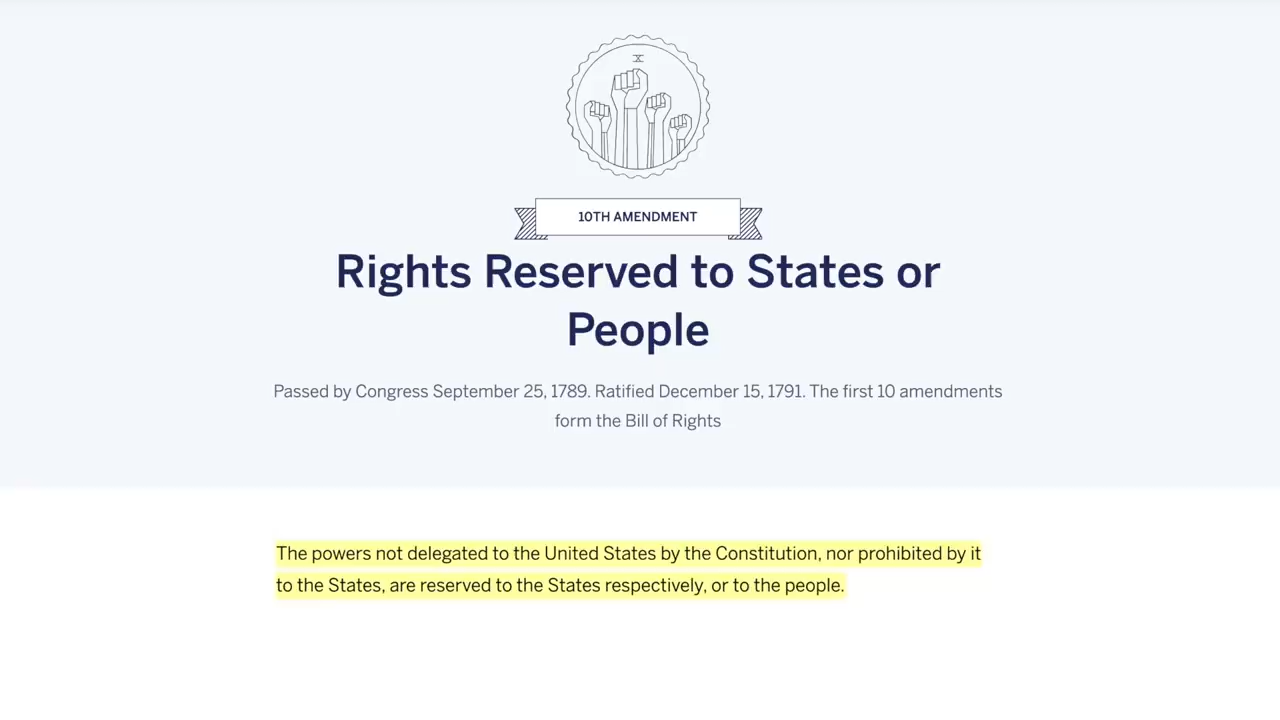 X
10TH AMENDMENT
Rights Reserved to States or
People
Passed by Congress September 25, 1789. Ratified December 15, 1791. The first 10 amendments
form the Bill of Rights
The powers not delegated to the United States by the Constitution, nor prohibited by it
to the States, are reserved to the States respectively, or to the people.